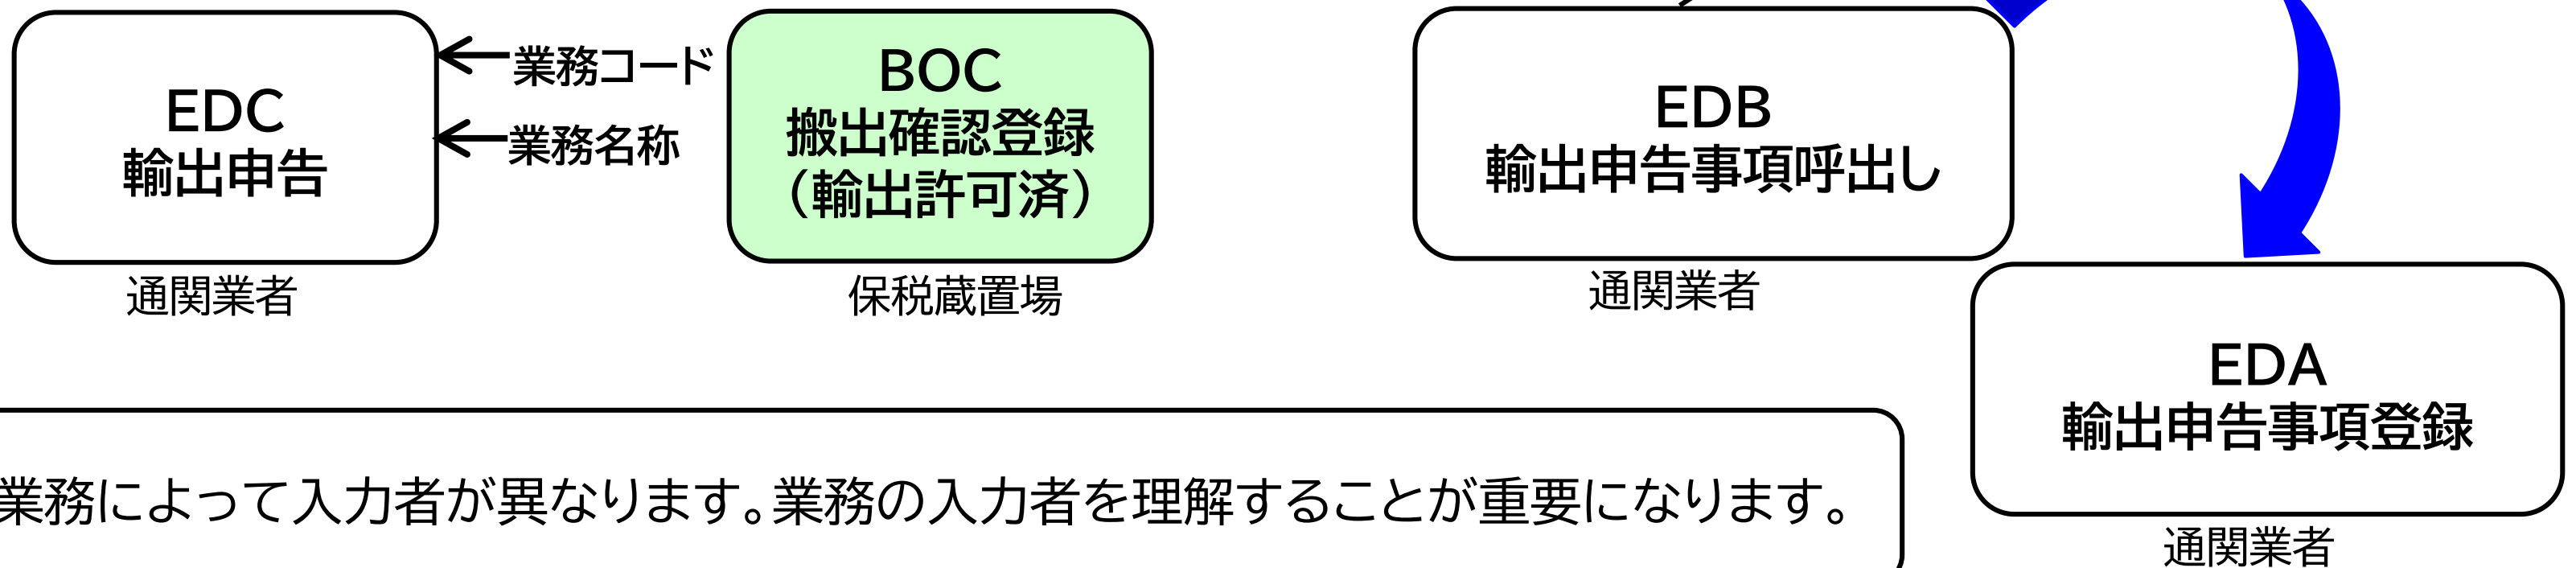 EDC
輸出申告
通関業者
業務コード
業務名称
BOC
搬出確認登録
（輸出許可済）
保税蔵置場
EDB
輸出申告事項呼出し
通関業者
EDA
輸出申告事項登録
通関業者
業務によって入力者が異なります。業務の入力者を理解することが重要になります。